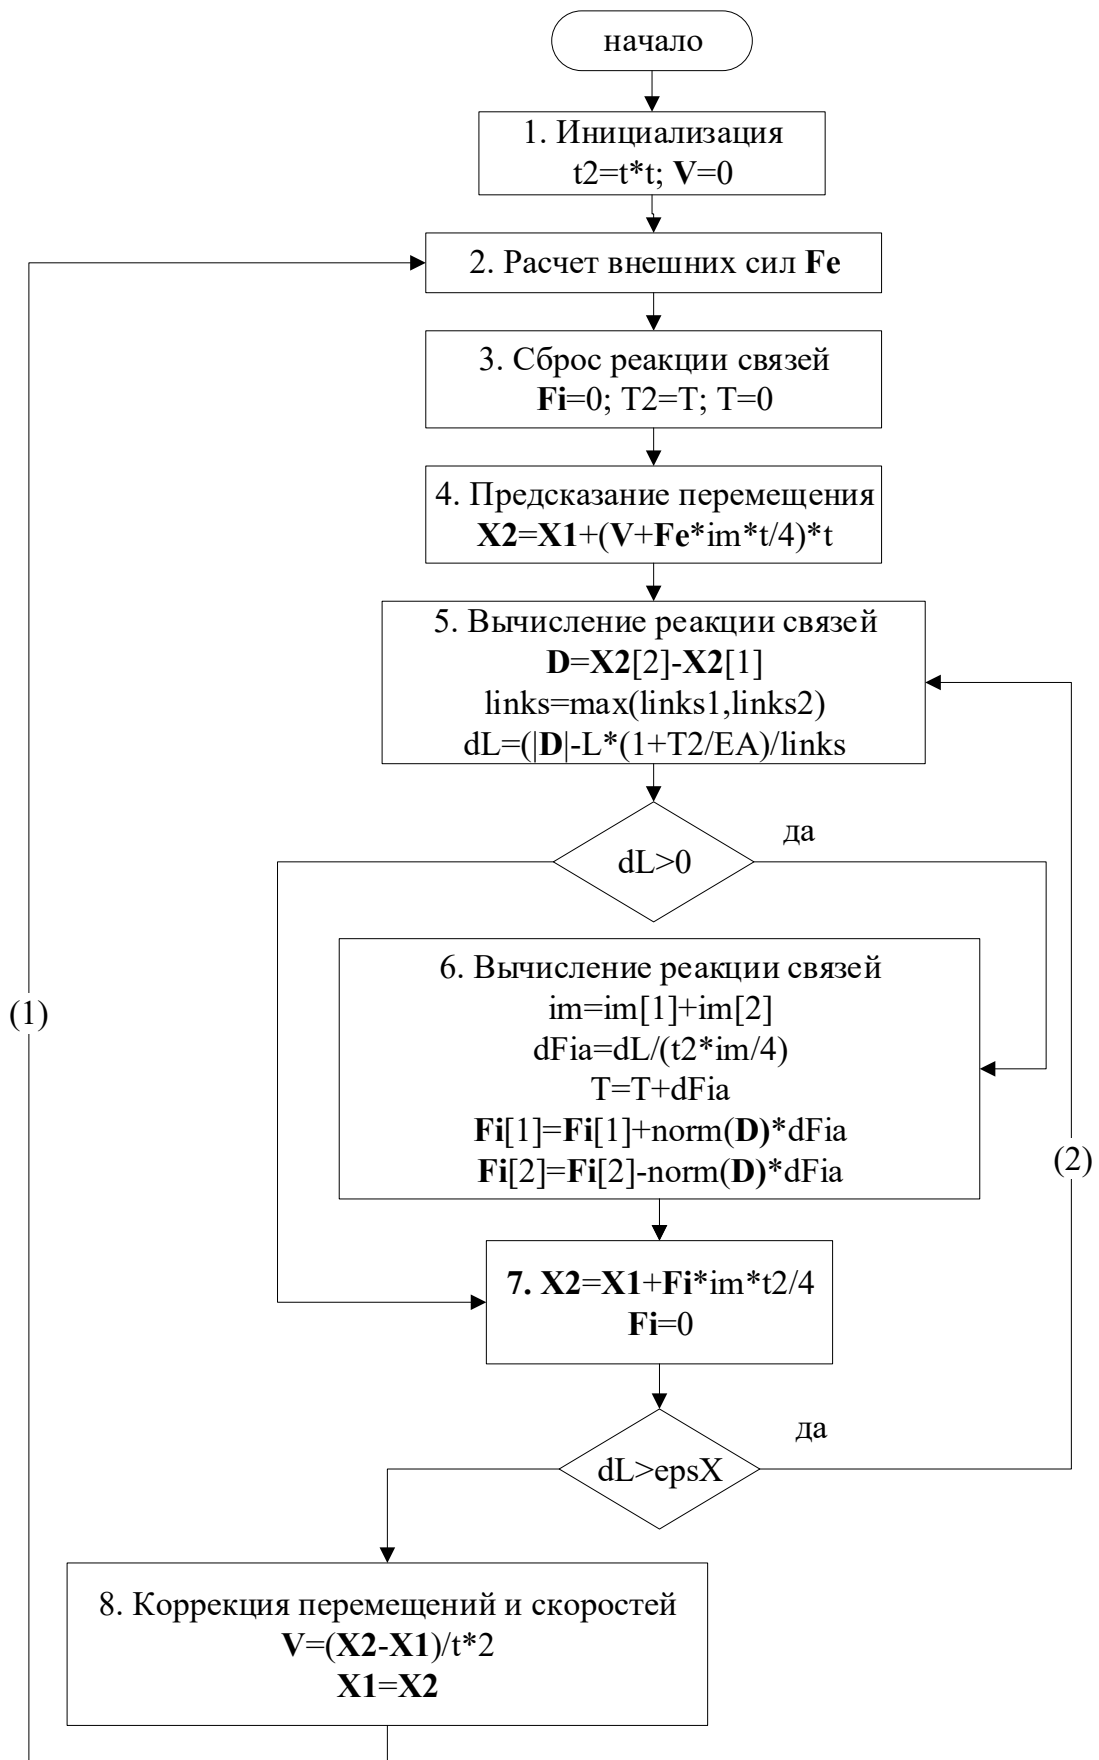 начало
1. Инициализация
t2=t*t; V=0
2. Расчет внешних сил Fe
3. Сброс реакции связей
Fi=0; T2=T; T=0
4. Предсказание перемещения
X2=X1+(V+Fe*im*t/4)*t
5. Вычисление реакции связей
D=X2[2]-X2[1]
links=max(links1,links2)
dL=(|D|-L*(1+T2/EA)/links
да
dL>0
6. Вычисление реакции связей
im=im[1]+im[2]
dFia=dL/(t2*im/4)
T=T+dFia
Fi[1]=Fi[1]+norm(D)*dFia
Fi[2]=Fi[2]-norm(D)*dFia
(1)
(2)
7. X2=X1+Fi*im*t2/4
Fi=0
да
dL>epsX
8. Коррекция перемещений и скоростей
V=(X2-X1)/t*2
X1=X2